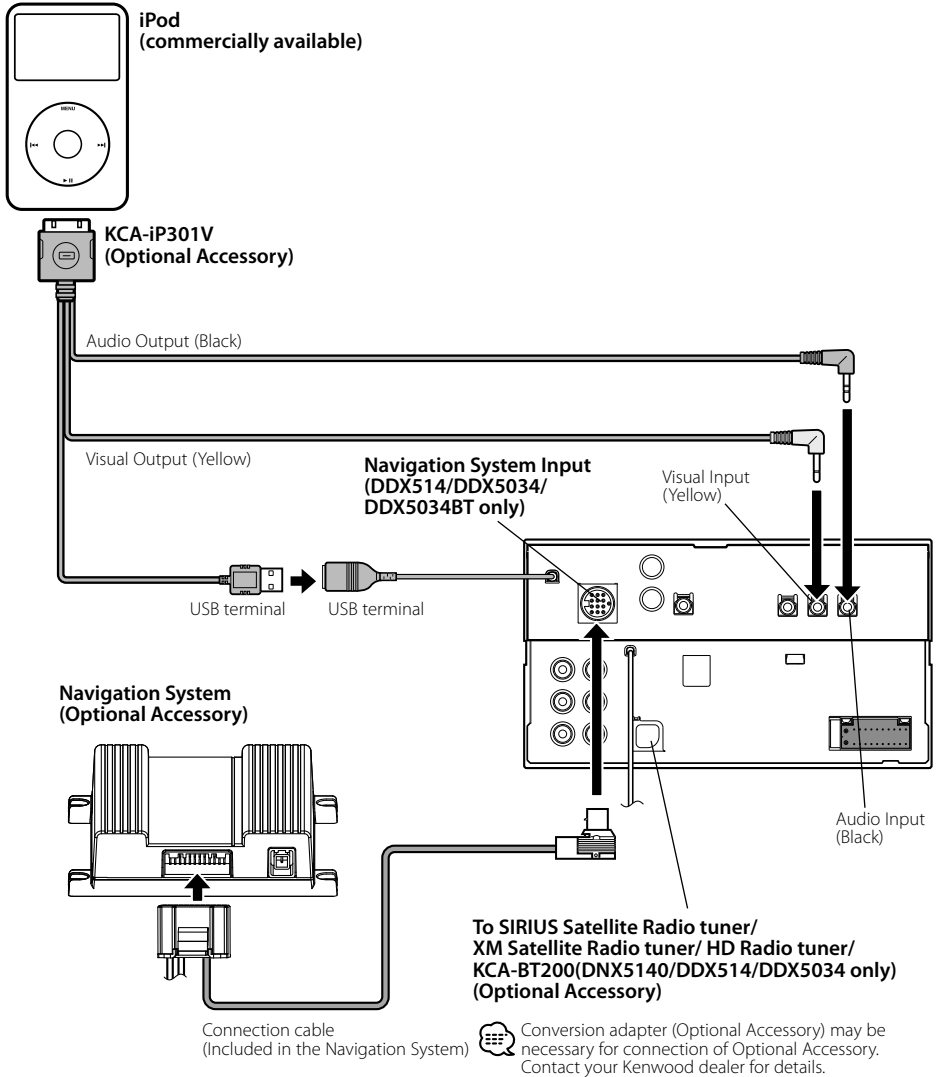 iPod
(commercially available)
MENU
KCA-iP301V
(Optional Accessory)
Audio Output (Black)
Visual Output (Yellow)
Navigation System Input
(DDX514/DDX5034/
DDX5034BT only)
Visual Input
(Yellow)
USB terminal
USB terminal
Navigation System
(Optional Accessory)
Audio Input
(Black)
To SIRIUS Satellite Radio tuner/
XM Satellite Radio tuner/ HD Radio tuner/
KCA-BT200(DNX5140/DDX514/DDX5034 only)
(Optional Accessory)
Connection cable
(Included in the Navigation System)
Conversion adapter (Optional Accessory) may be
necessary for connection of Optional Accessory.
Contact your Kenwood dealer for details.